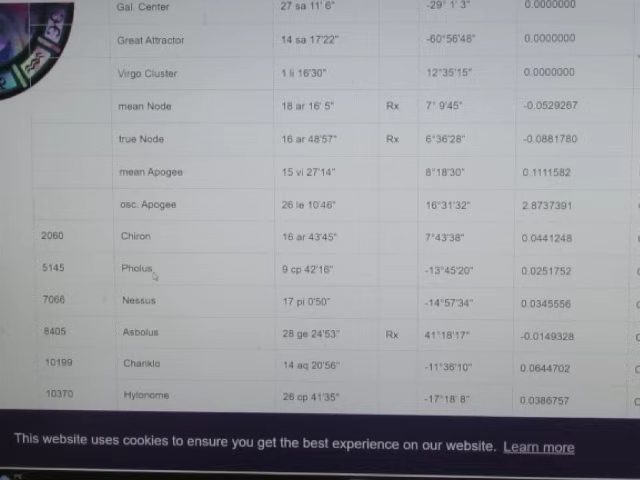 Gal. Center 27 sa 11' 6" -29° 1' 3" 0.0000000
Great Attractor 14 sa 17'22" -60°56'48" 0.0000000
Virgo Cluster 1 li 16'30" 12°35'15" 0.0000000
mean Node 18 ar 16' 5" Rx 7° 9'45" -0.0529267
true Node 16 ar 48'57" Rx 6°36'28" -0.0881780
mean Apogee 15 vi 27'14" 8°18'30" 0.1111582
osc. Apogee 26 le 10'46" 16°31'32" 2.8737391
2060 Chiron 16 ar 43'45" 7°43'38" 0.0441248
5145 Pholus 9 cp 42'16" -13°45'20" 0.0251752
7066 Nessus 17 pi 0'50" -14°57'34" 0.0345556
8405 Asbolus 28 ge 24'53" Rx 41°18'17" -0.0149328
10199 Chariklo 14 aq 20'56" -11°36'10" 0.0644702
10370 Hylonome 26 cp 41'35" -17°18' 8" 0.0386757
This website uses cookies to ensure you get the best experience on our website. Learn more